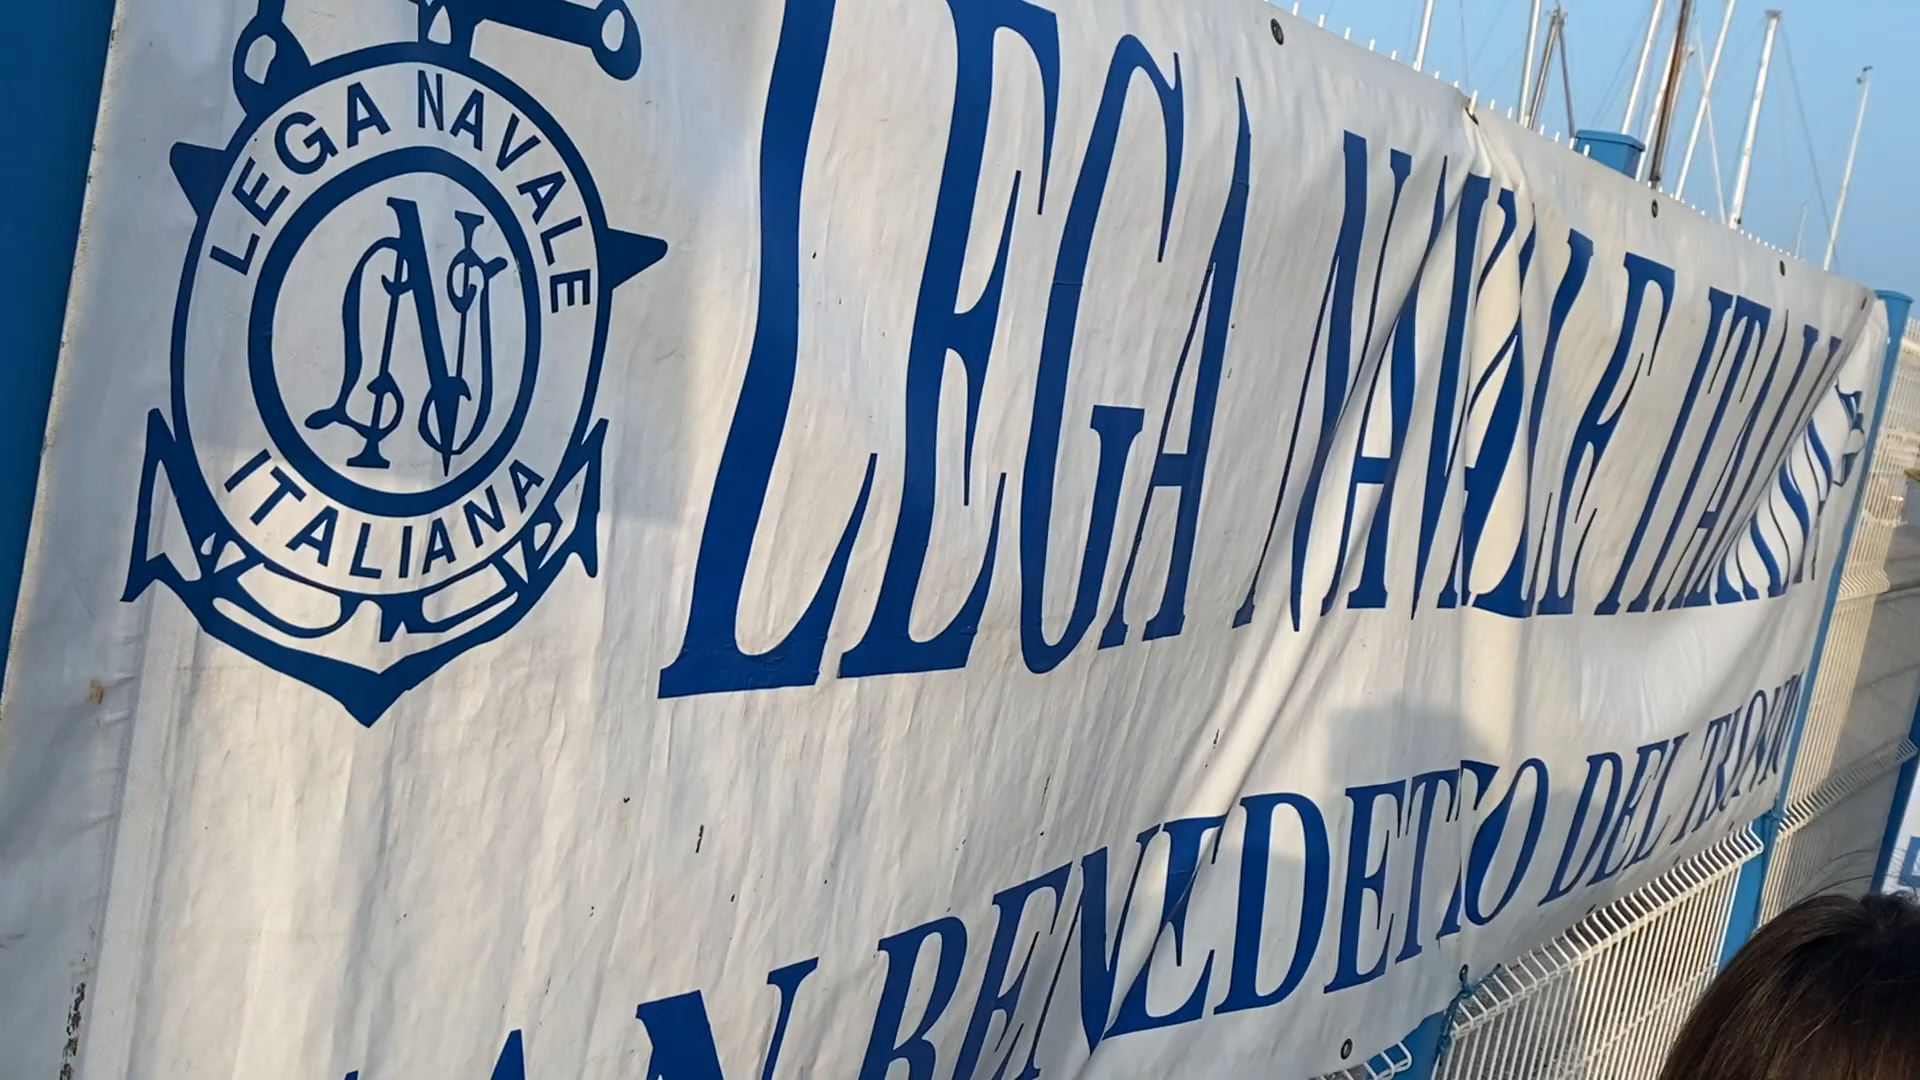 LEGA NAVALE
ITALIANA
LEGA NAVALE ITALIANA
SAN BENEDETTO DEL TRONTO